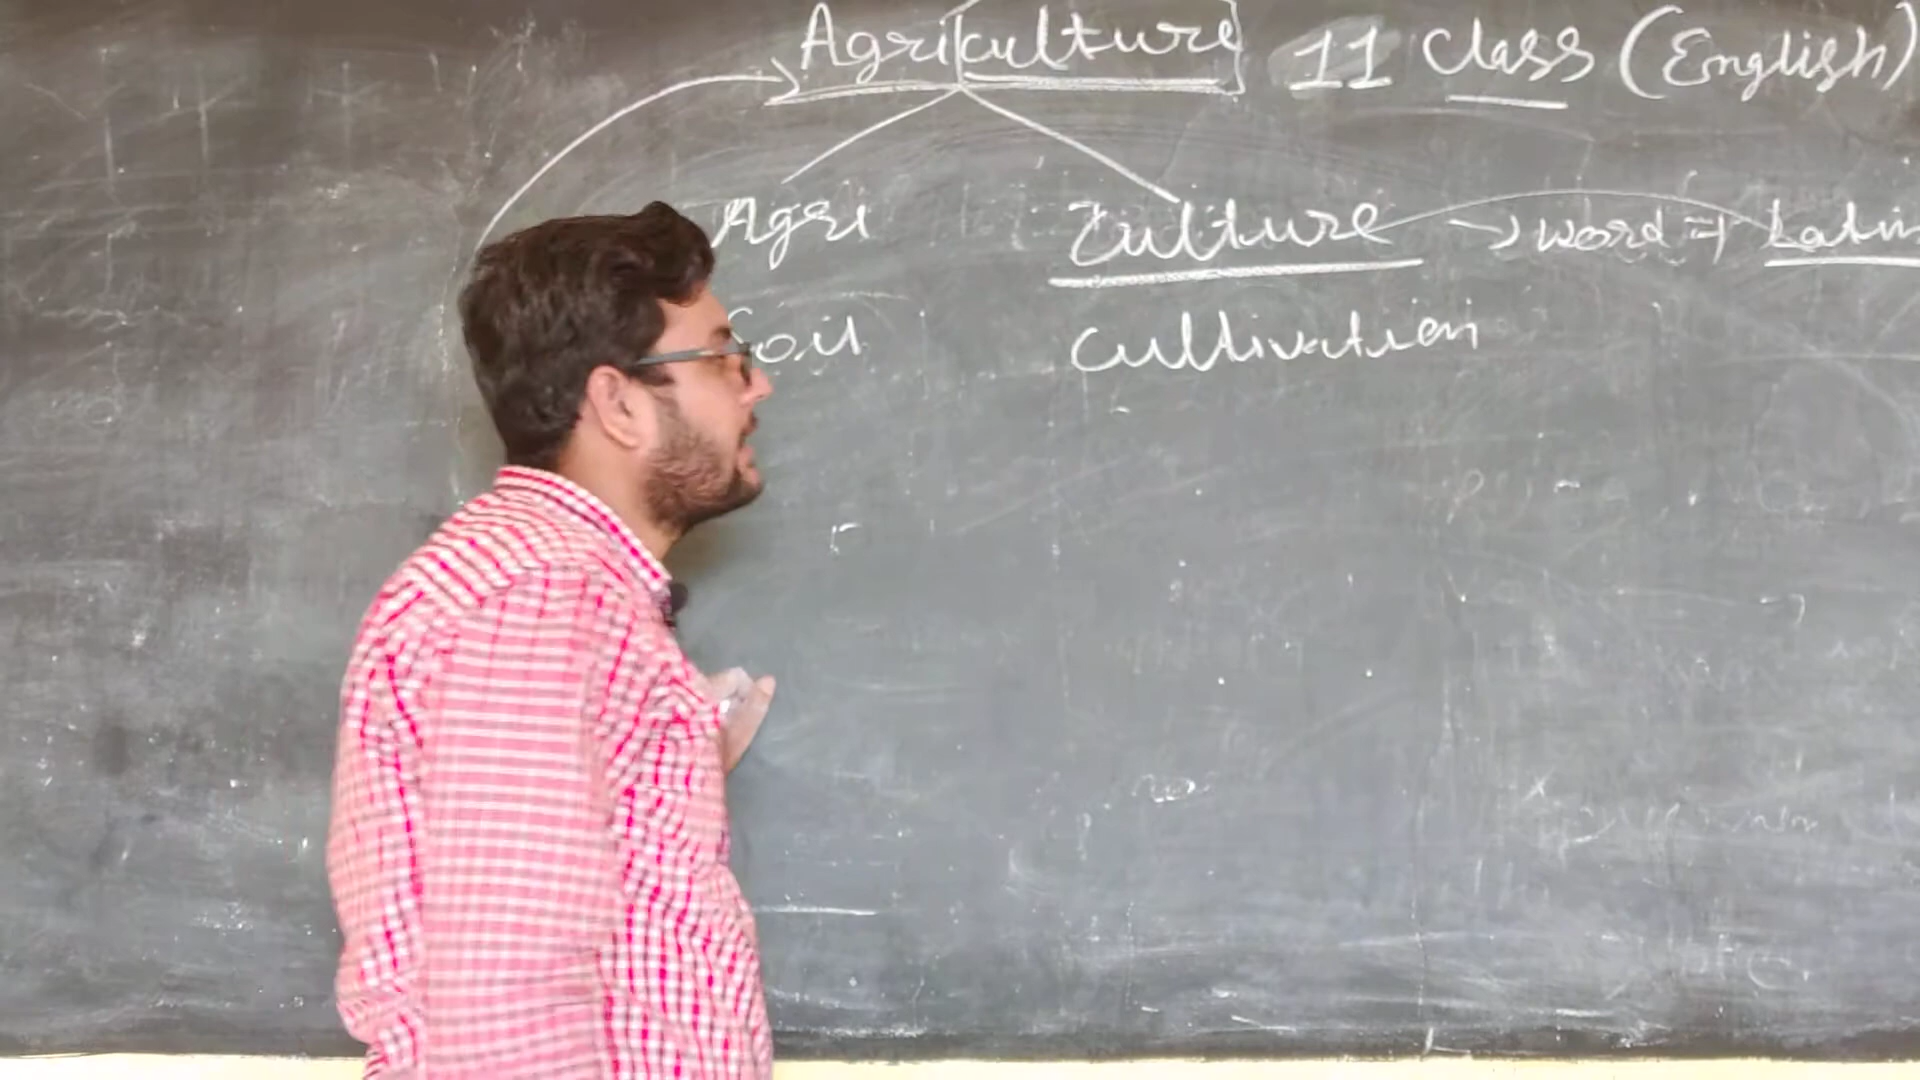 Agriculture 11 Class (English)
Agri Culture → word → Latin
Soil Cultivation